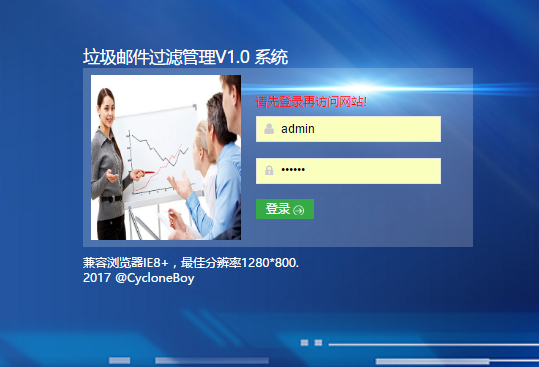 垃圾邮件过滤管理V1.0 系统
请先登录再访问网站!
admin
••••••
登录
兼容浏览器IE8+，最佳分辨率1280*800.
2017 @CycloneBoy